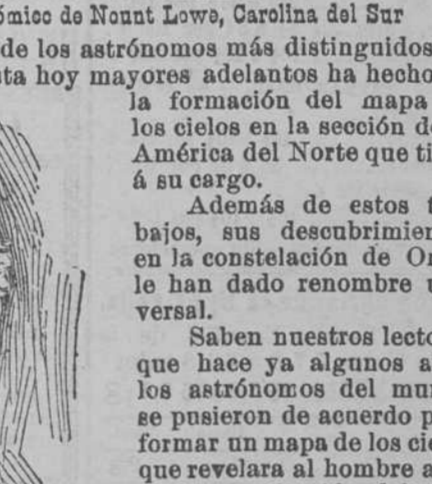 ómico de Nount Lowe, Carolina del Sur
de los astrónomos más distinguidos
sta hoy mayores adelantos ha hecho
la formación del mapa
los cielos en la sección d
América del Norte que ti
á su cargo.
Además de estos t
bajos, sus descubrimien
en la constelación de Or
le han dado renombre u
versal.
Saben nuestros lecto
que hace ya algunos a
los astrónomos del mun
se pusieron de acuerdo p
formar un mapa de los cie
que revelara al hombre a